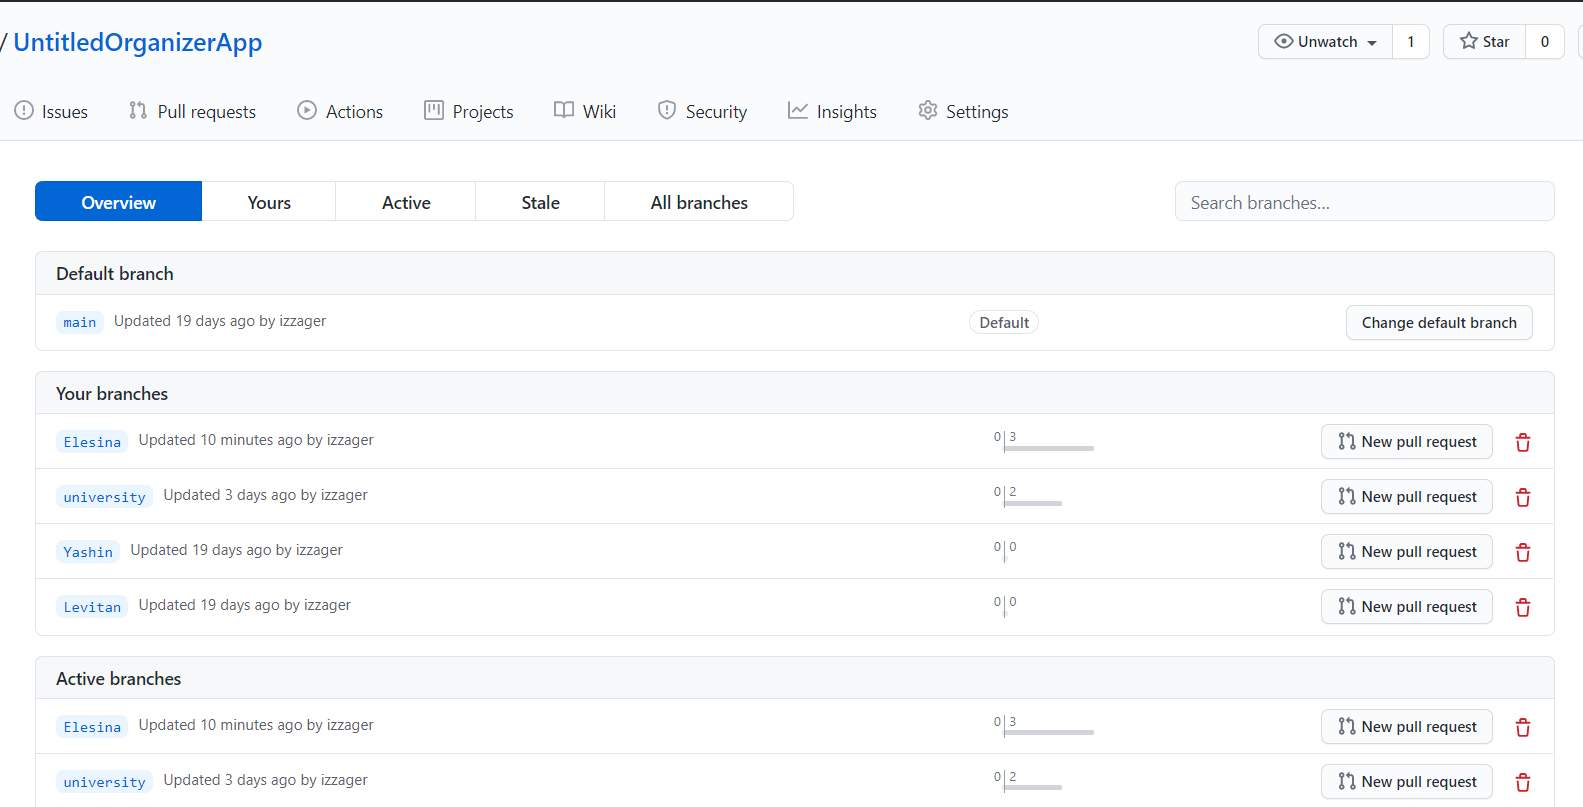 / UntitledOrganizerApp
Unwatch 1 Star 0
Issues Pull requests Actions Projects Wiki Security Insights Settings
Overview Yours Active Stale All branches Search branches...
Default branch
main Updated 19 days ago by izzager Default Change default branch
Your branches
Elesina Updated 10 minutes ago by izzager 0 3 New pull request
university Updated 3 days ago by izzager 0 2 New pull request
Yashin Updated 19 days ago by izzager 0 0 New pull request
Levitan Updated 19 days ago by izzager 0 0 New pull request
Active branches
Elesina Updated 10 minutes ago by izzager 0 3 New pull request
university Updated 3 days ago by izzager 0 2 New pull request